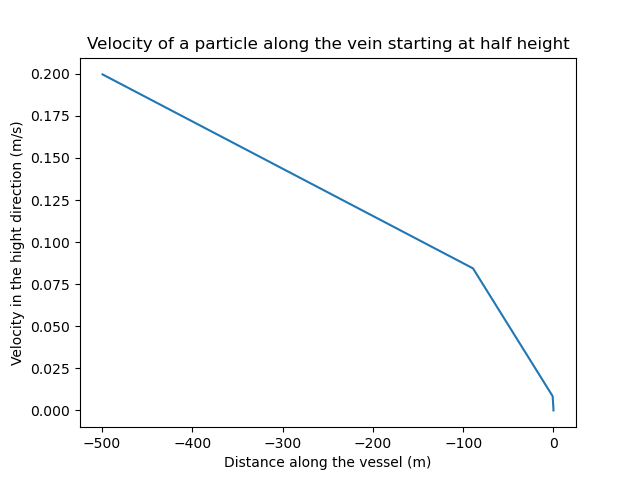 Velocity of a particle along the vein starting at half height
0.200
0.175
0.150
0.125
0.100
0.075
0.050
0.025
0.000
Velocity in the hight direction (m/s)
−500 −400 −300 −200 −100 0
Distance along the vessel (m)